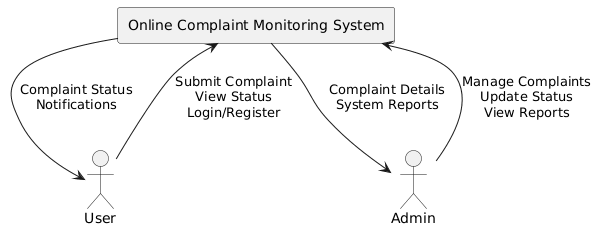 Online Complaint Monitoring System
Complaint Status
Notifications
Submit Complaint
View Status
Login/Register
Complaint Details
System Reports
Manage Complaints
Update Status
View Reports
User
Admin